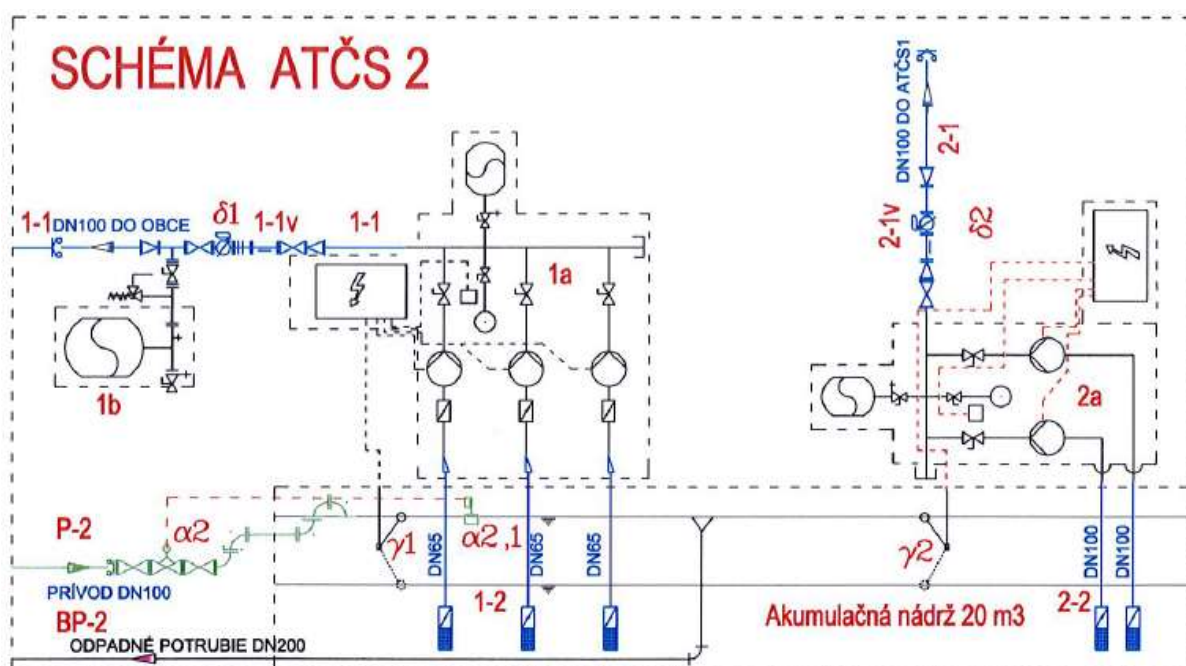 SCHÉMA ATČS 2
DN100 DO ATČS1
2-1
1-1
DN100 DO OBCE
δ1
1-1v
1-1
2-1v
δ2
1a
1b
2a
P-2
α2
γ1
α2 ,1
γ2
DN65
DN65
DN65
DN100
DN100
PRÍVOD DN100
BP-2
1-2
2-2
Akumulačná nádrž 20 m3
ODPADNÉ POTRUBIE DN200